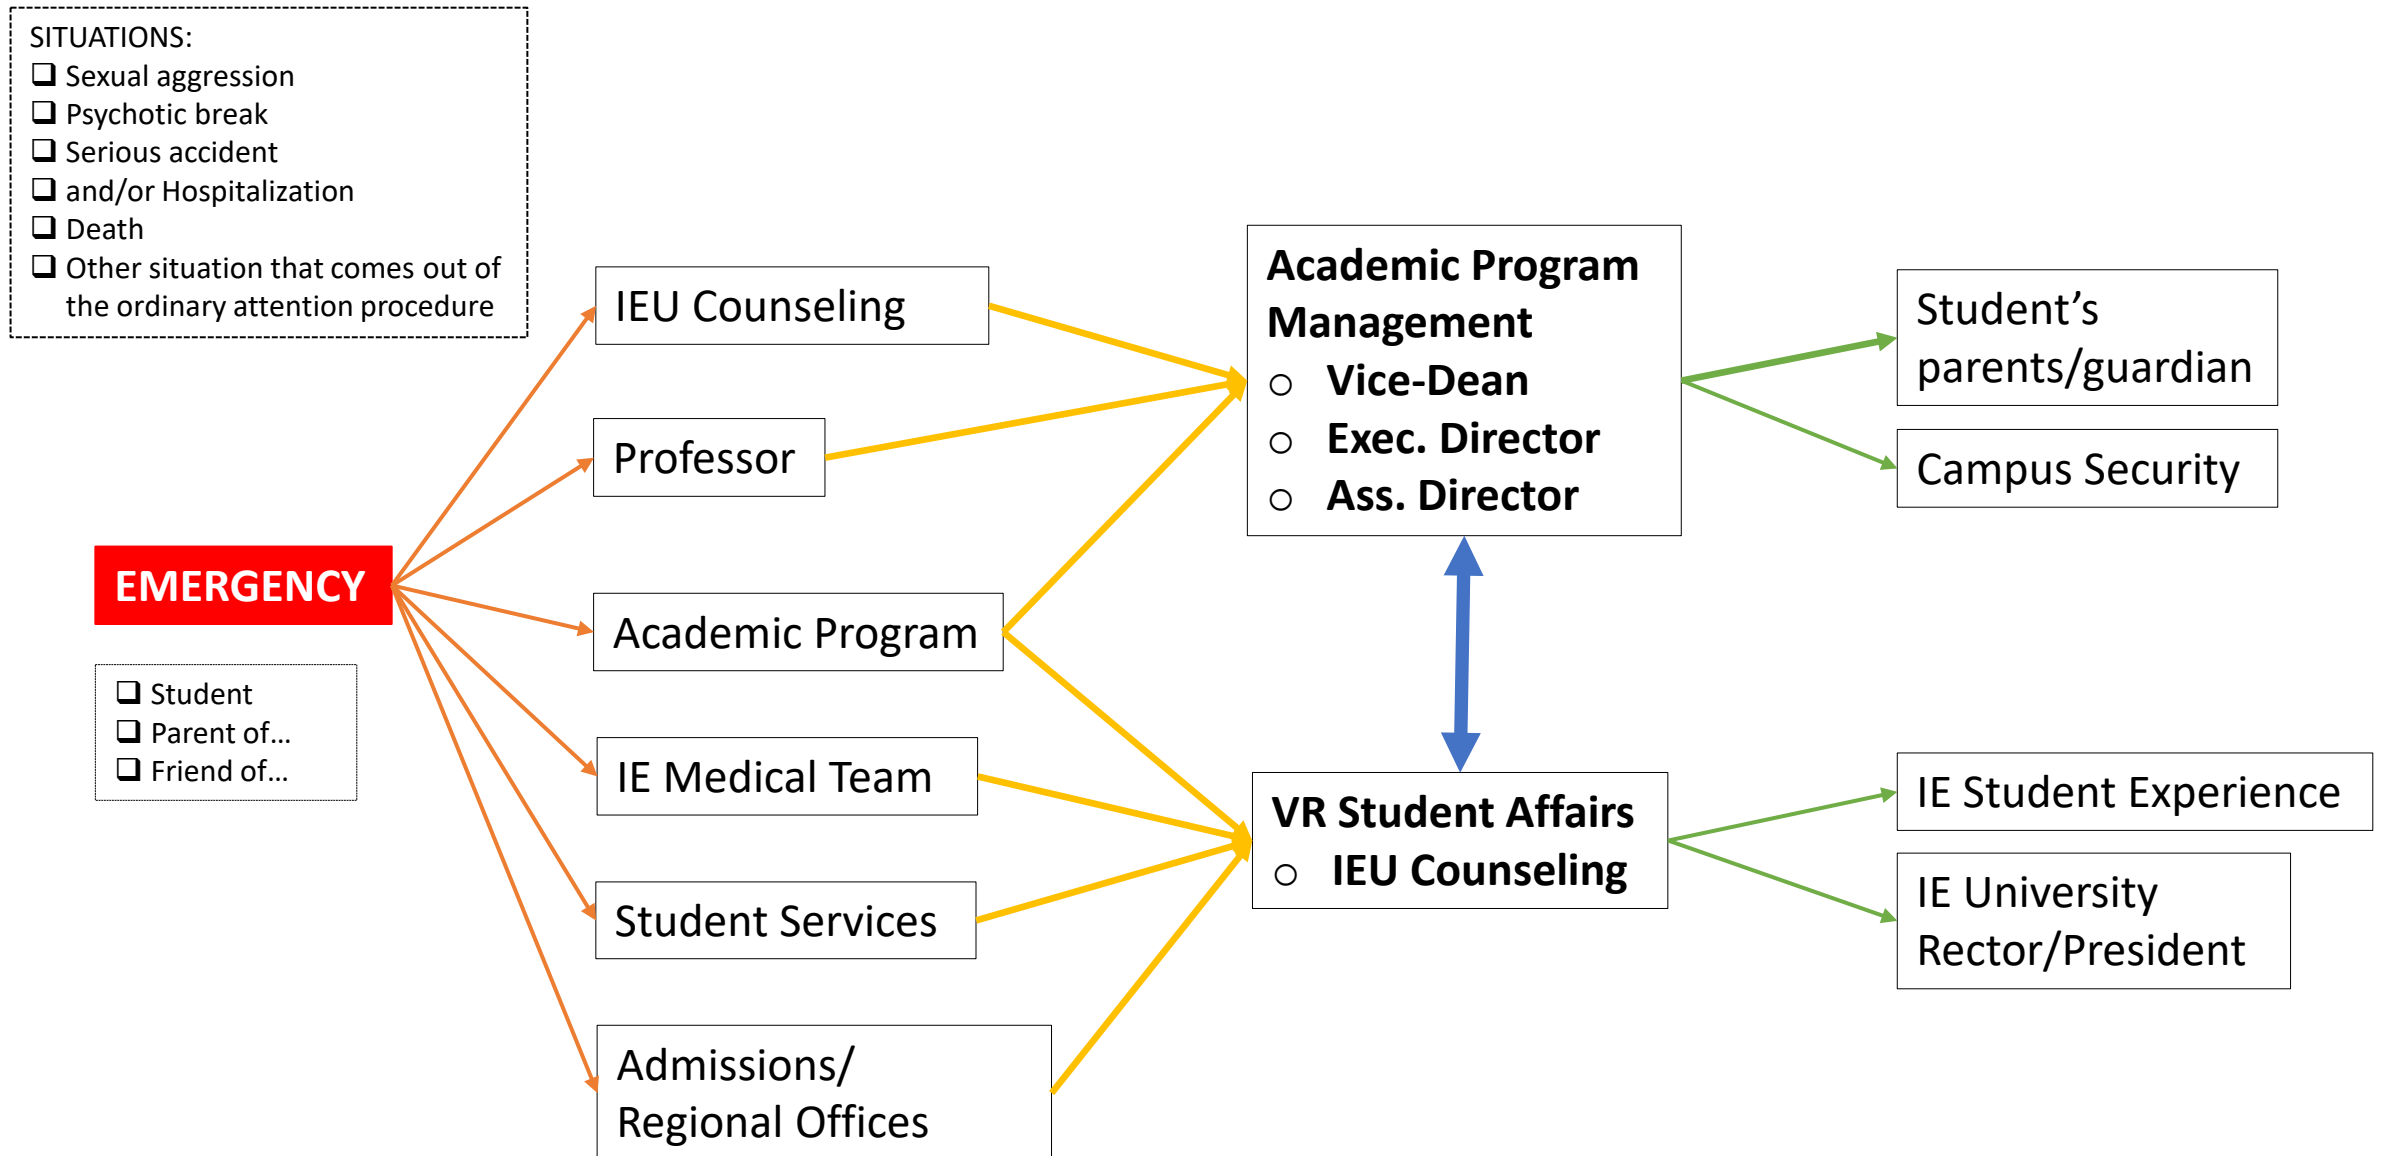 SITUATIONS:
❑ Sexual aggression
❑ Psychotic break
❑ Serious accident
❑ and/or Hospitalization
❑ Death
❑ Other situation that comes out of
the ordinary attention procedure
EMERGENCY
❑ Student
❑ Parent of...
❑ Friend of...
IEU Counseling
Professor
Academic Program
IE Medical Team
Student Services
Admissions/
Regional Offices
Academic Program
Management
o Vice-Dean
o Exec. Director
o Ass. Director
VR Student Affairs
o IEU Counseling
Student’s
parents/guardian
Campus Security
IE Student Experience
IE University
Rector/President